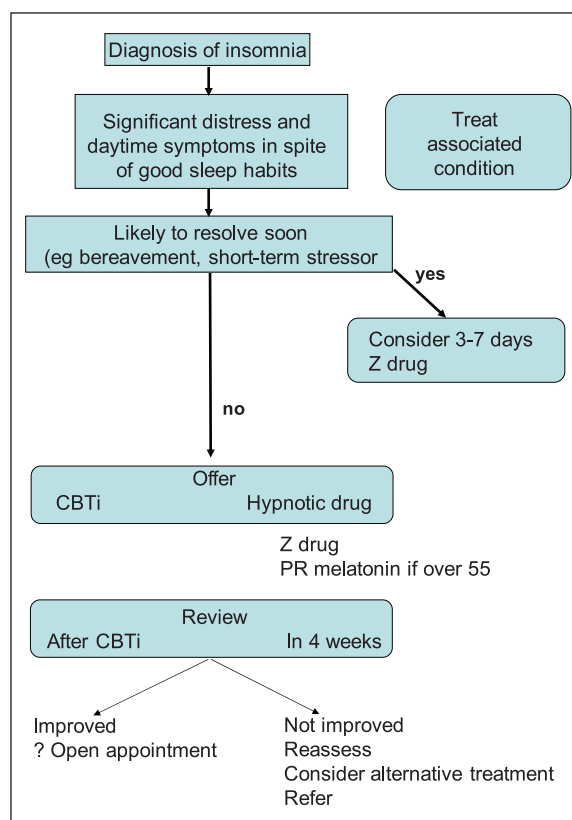 Diagnosis of insomnia
Significant distress and
daytime symptoms in spite
of good sleep habits
Treat
associated
condition
Likely to resolve soon
(eg bereavement, short-term stressor
yes
Consider 3-7 days
Z drug
no
Offer
CBTi Hypnotic drug
Z drug
PR melatonin if over 55
Review
After CBTi In 4 weeks
Improved
? Open appointment
Not improved
Reassess
Consider alternative treatment
Refer